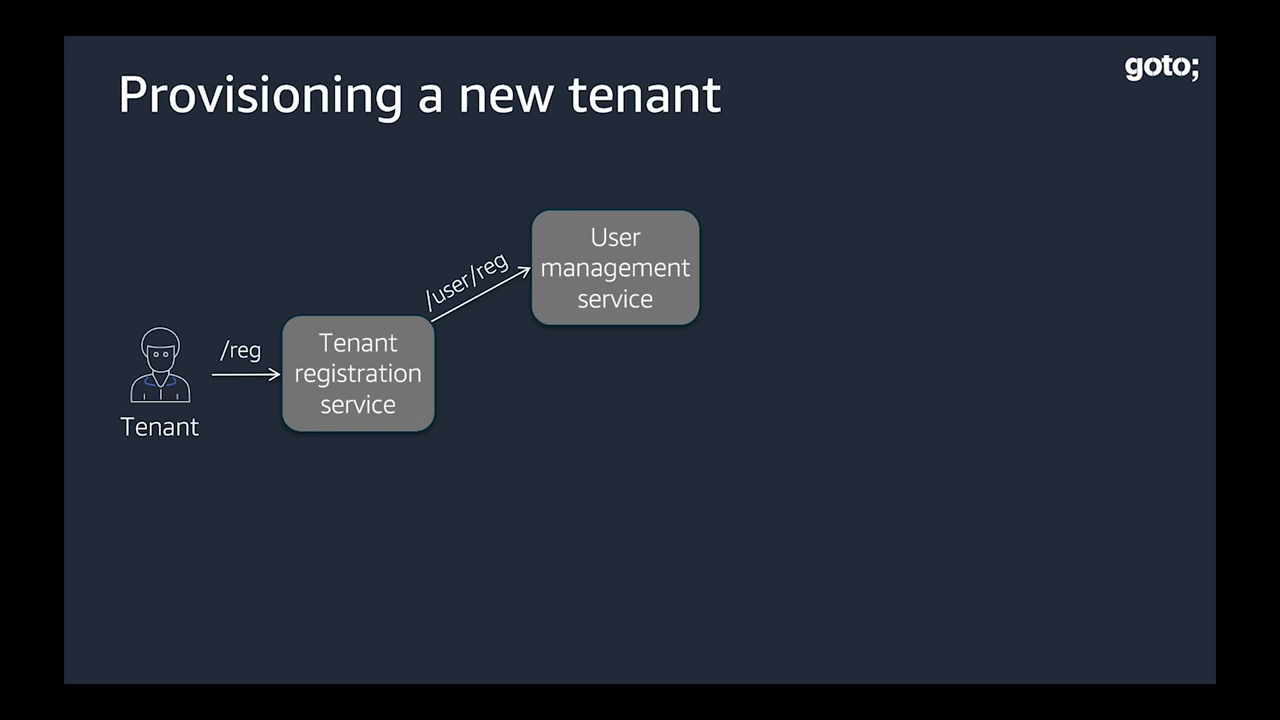 goto;
Provisioning a new tenant
User
management
service
/user/reg
/reg
Tenant
registration
service
Tenant